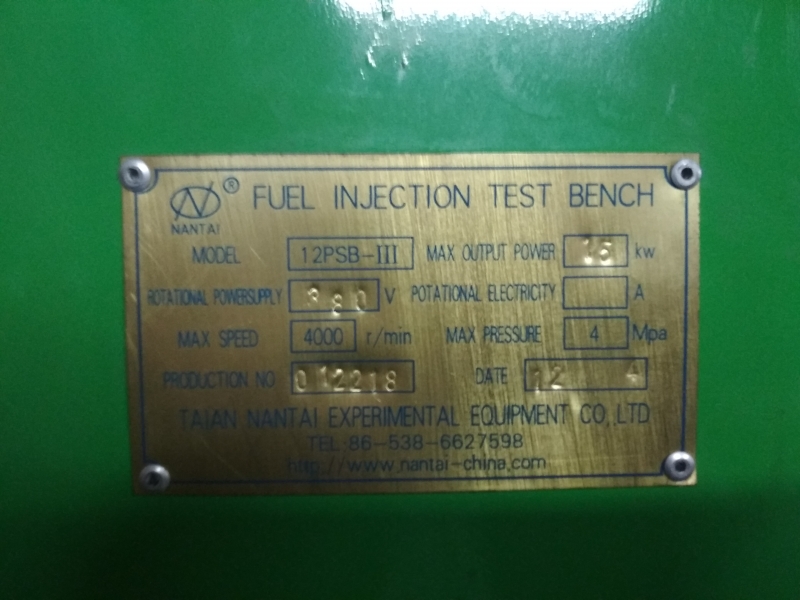 NANTAI ® FUEL INJECTION TEST BENCH
MODEL 12PSB-III MAX OUTPUT POWER 15 kw
ROTATIONAL POWERSUPPLY 380 V POTATIONAL ELECTRICITY A
MAX SPEED 4000 r/min MAX PRESSURE 4 Mpa
PRODUCTION NO 012218 DATE 12 4
TAIAN NANTAI EXPERIMENTAL EQUIPMENT CO.,LTD
TEL:86-538-6627598
http://www.nantai-china.com